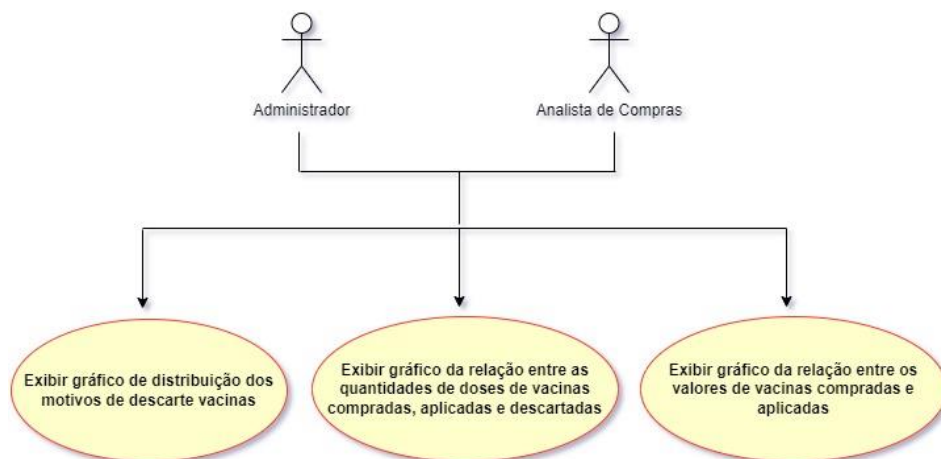 Administrador
Analista de Compras
Exibir gráfico de distribuição dos
motivos de descarte vacinas
Exibir gráfico da relação entre as
quantidades de doses de vacinas
compradas, aplicadas e descartadas
Exibir gráfico da relação entre os
valores de vacinas compradas e
aplicadas